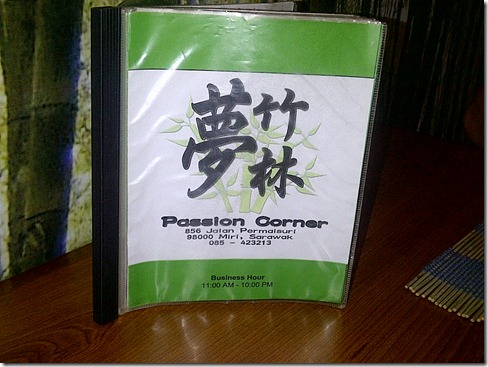 夢竹林
Passion Corner
856 Jalan Permaisuri
98000 Miri, Sarawak
085 - 423213
Business Hour
11:00 AM - 10:00 PM